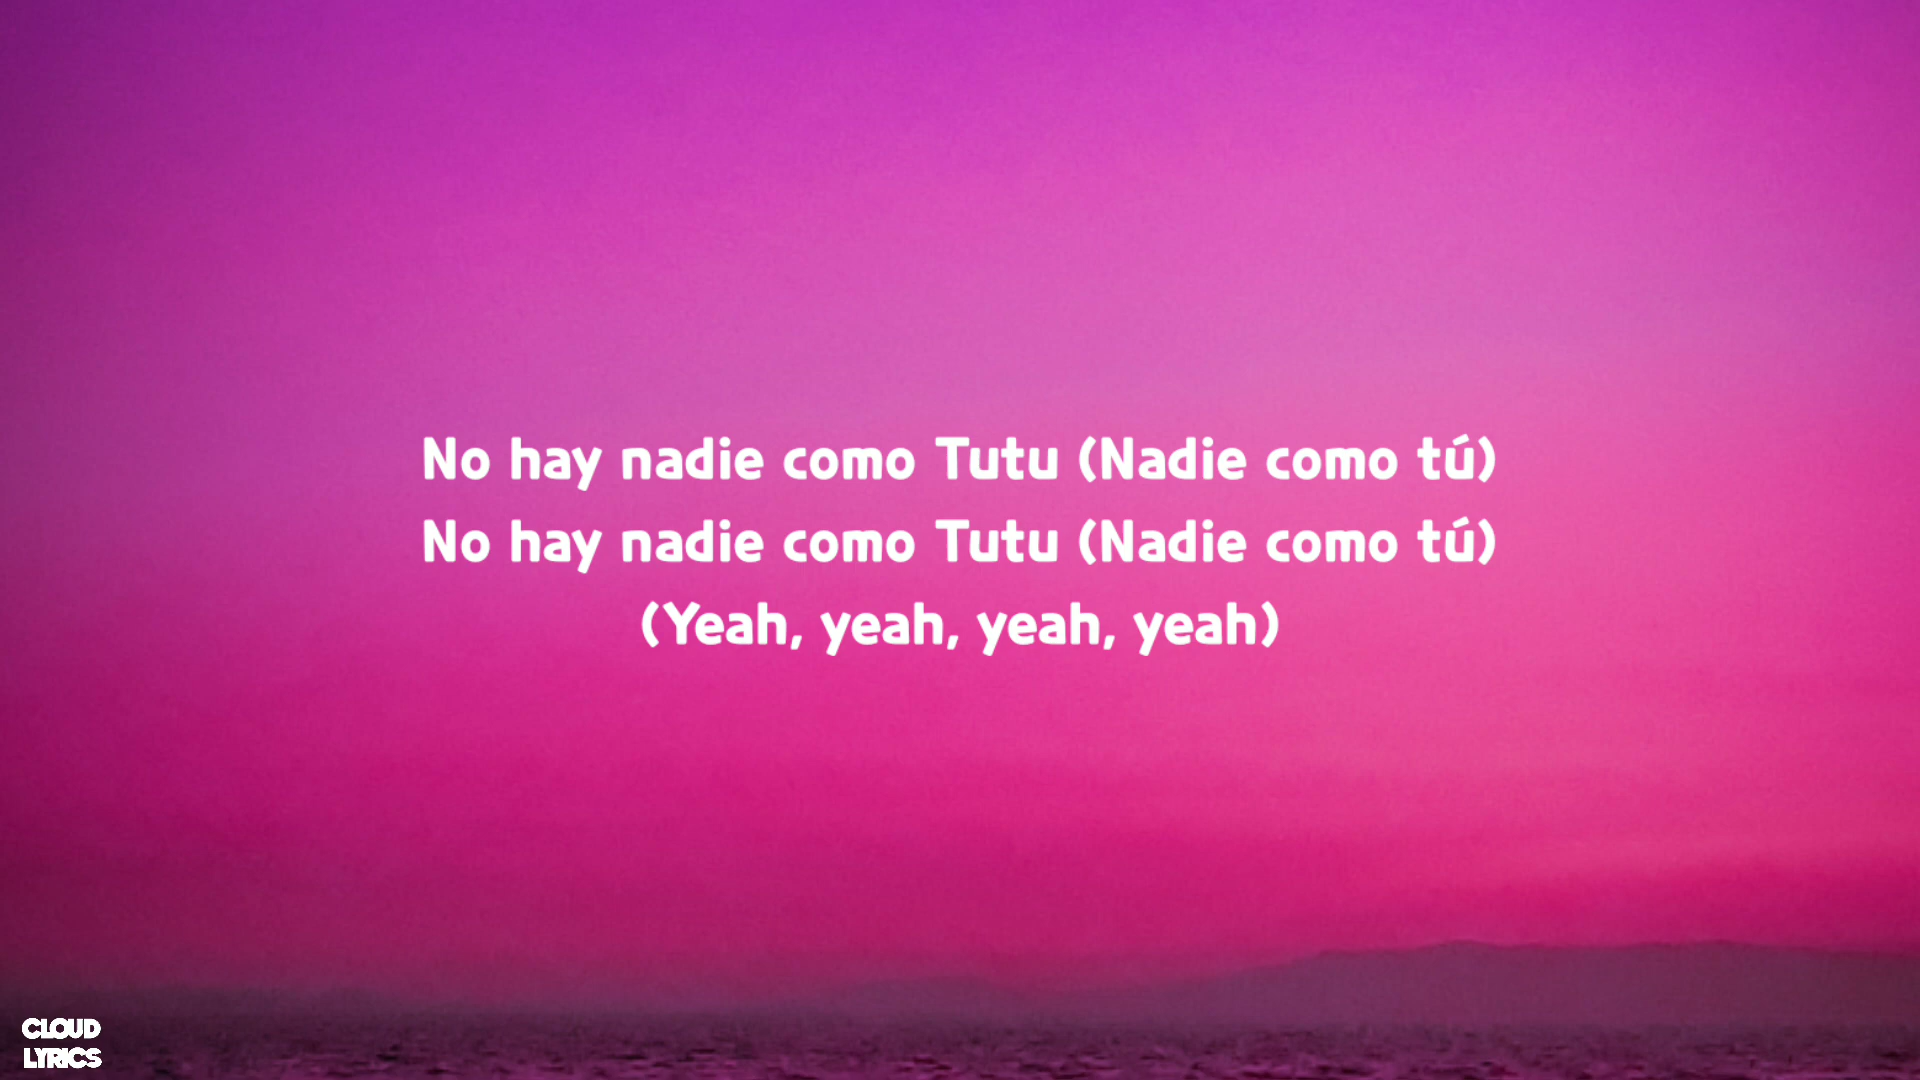 No hay nadie como Tutu (Nadie como tú)
No hay nadie como Tutu (Nadie como tú)
(Yeah, yeah, yeah, yeah)
CLOUD
LYRICS